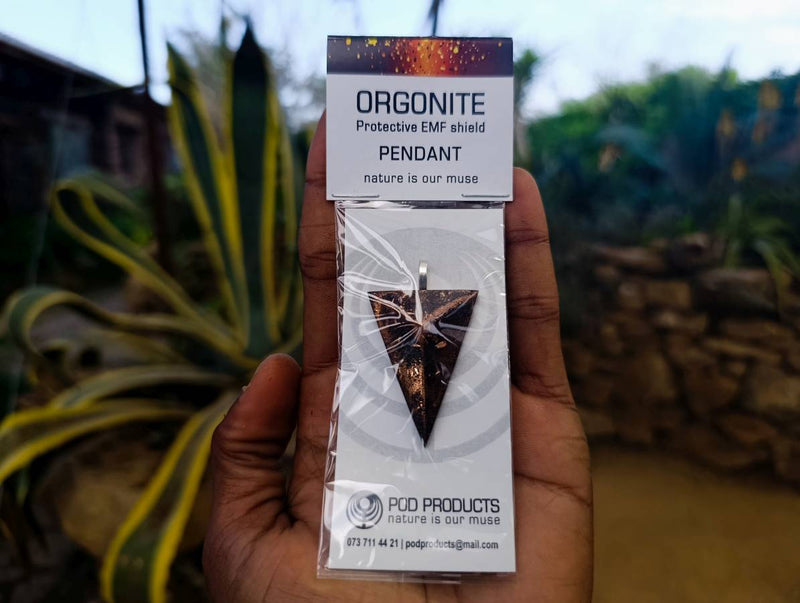 ORGONITE
Protective EMF shield
PENDANT
nature is our muse
POD PRODUCTS
nature is our muse
073 711 44 21 | podproducts@mail.com